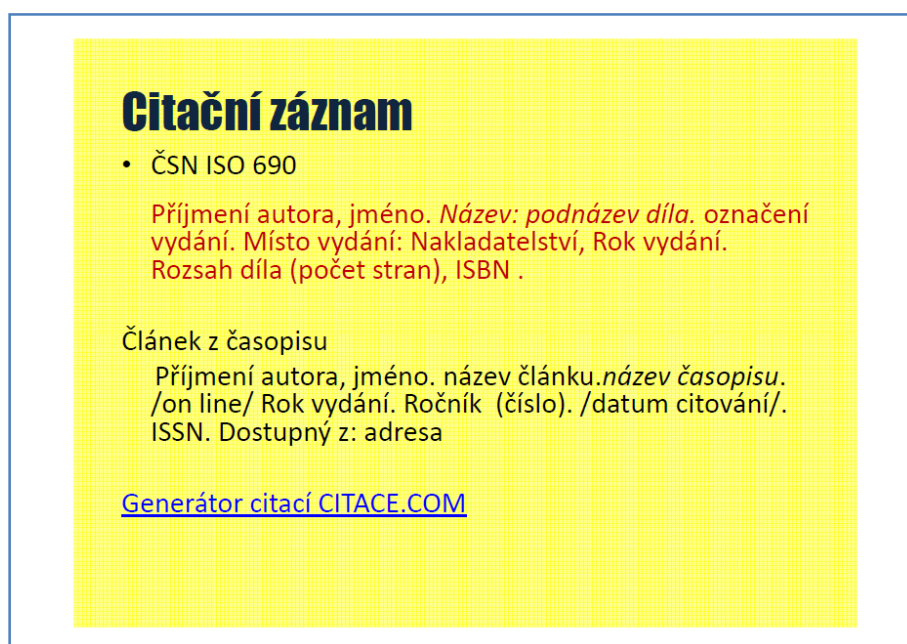 Citační záznam
• ČSN ISO 690
Příjmení autora, jméno. Název: podnázev díla. označení
vydání. Místo vydání: Nakladatelství, Rok vydání.
Rozsah díla (počet stran), ISBN .
Článek z časopisu
Příjmení autora, jméno. název článku.název časopisu.
/on line/ Rok vydání. Ročník (číslo). /datum citování/.
ISSN. Dostupný z: adresa
Generátor citací CITACE.COM